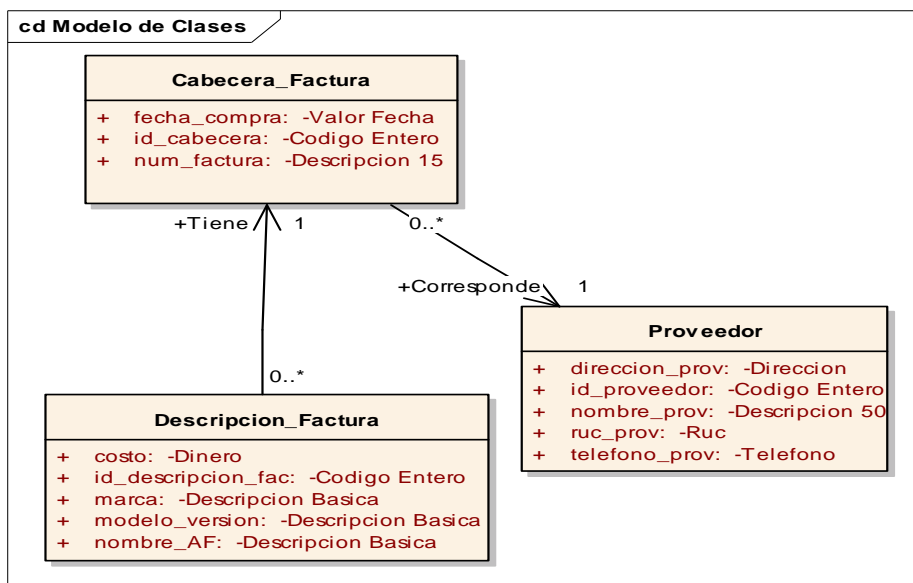 cd Modelo de Clases
Cabecera_Factura
+ fecha_compra: -Valor Fecha
+ id_cabecera: -Codigo Entero
+ num_factura: -Descripcion 15
+Tiene 1
0..*
+Corresponde 1
Proveedor
+ direccion_prov: -Direccion
+ id_proveedor: -Codigo Entero
+ nombre_prov: -Descripcion 50
+ ruc_prov: -Ruc
+ telefono_prov: -Telefono
0..*
Descripcion_Factura
+ costo: -Dinero
+ id_descripcion_fac: -Codigo Entero
+ marca: -Descripcion Basica
+ modelo_version: -Descripcion Basica
+ nombre_AF: -Descripcion Basica